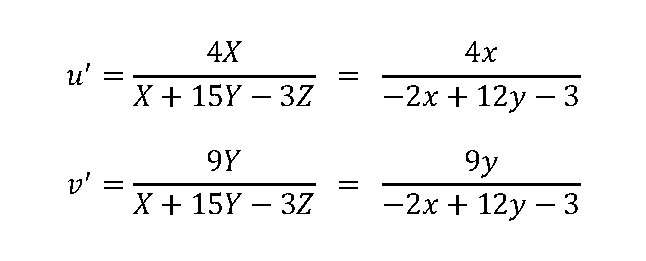 u′ = 4X / (X + 15Y − 3Z) = 4x / (−2x + 12y − 3)
v′ = 9Y / (X + 15Y − 3Z) = 9y / (−2x + 12y − 3)